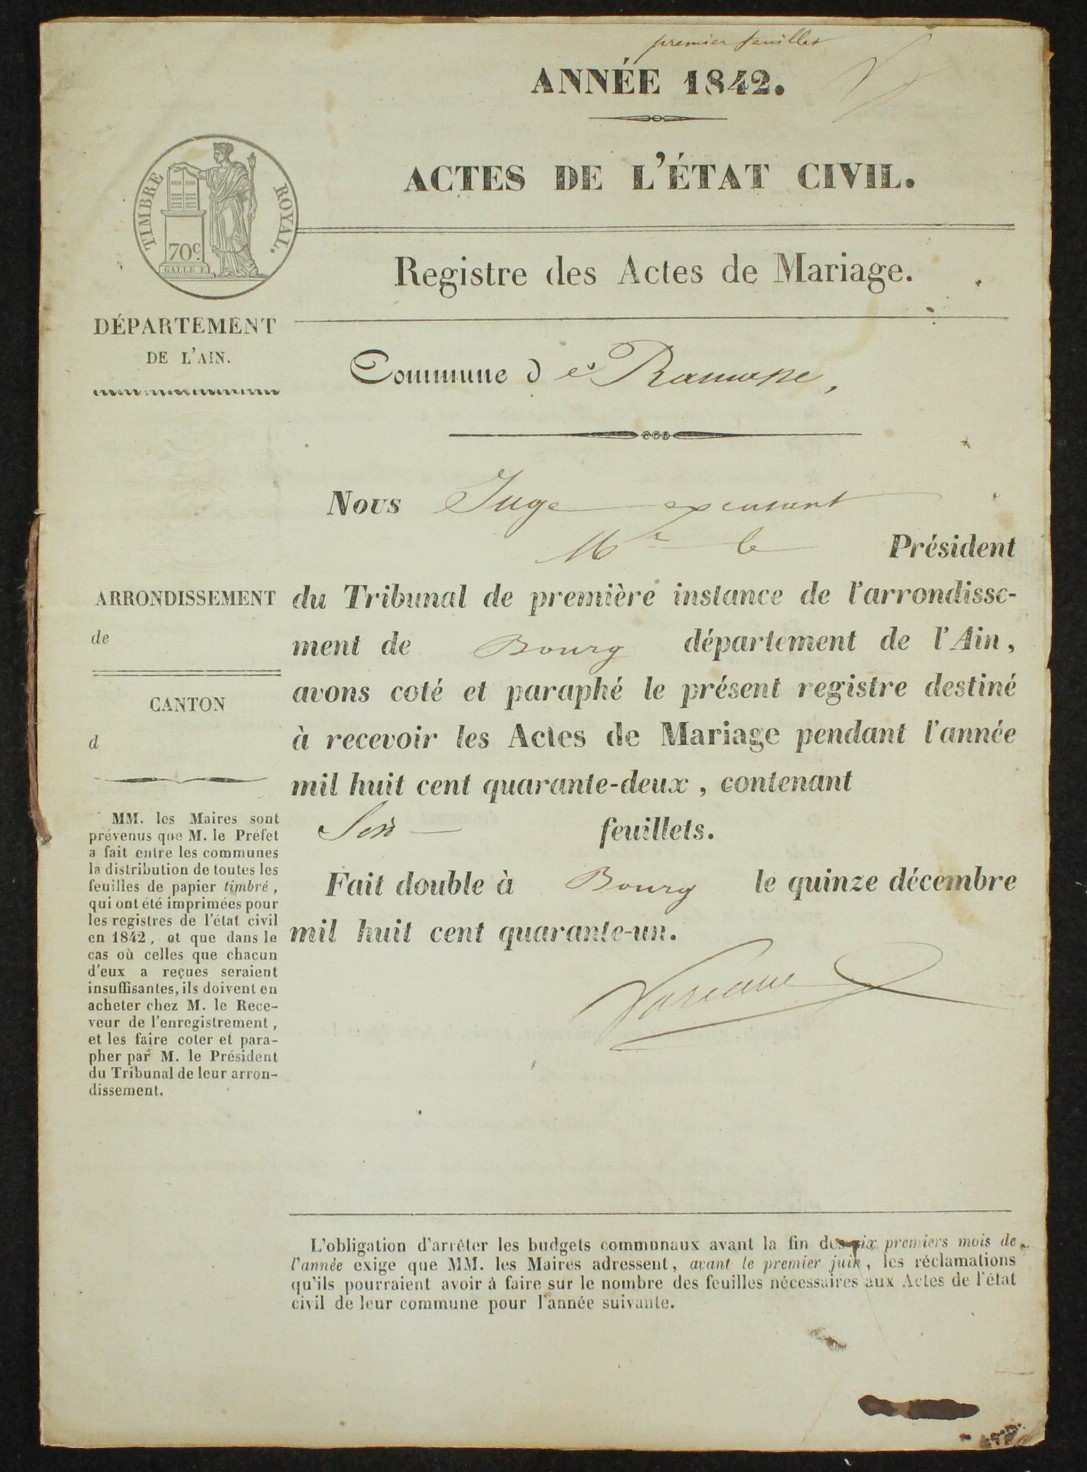 premier feuillet
ANNÉE 1842.
ACTES DE L'ÉTAT CIVIL.
TIMBRE ROYAL.
70c
Registre des Actes de Mariage.
DÉPARTEMENT
DE L'AIN.
Commune de Ramasse,
Nous Juge excusant
Mr le Président
du Tribunal de première instance de l'arrondisse-
ment de Bourg département de l'Ain,
avons coté et paraphé le présent registre destiné
à recevoir les Actes de Mariage pendant l'année
mil huit cent quarante-deux, contenant
feuillets.
Fait double à Bourg le quinze décembre
mil huit cent quarante-un.
ARRONDISSEMENT
de
CANTON
d
MM. les Maires sont
prévenus que M. le Préfet
a fait entre les communes
la distribution de toutes les
feuilles de papier timbré,
qui ont été imprimées pour
les registres de l'état civil
en 1842, et que dans le
cas où celles que chacun
d'eux a reçues seraient
insuffisantes, ils doivent en
acheter chez M. le Rece-
veur de l'enregistrement,
et les faire coter et para-
pher par M. le Président
du Tribunal de leur arron-
dissement.
L'obligation d'arrêter les budgets communaux avant la fin des six premiers mois de
l'année exige que MM. les Maires adressent, avant le premier juin, les réclamations
qu'ils pourraient avoir à faire sur le nombre des feuilles nécessaires aux Actes de l'état
civil de leur commune pour l'année suivante.